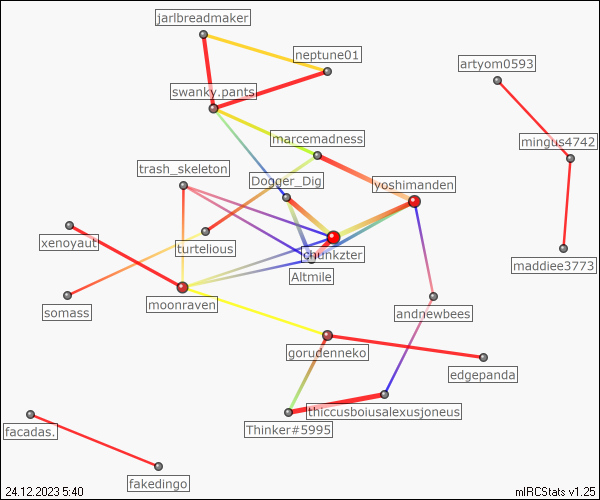 jarlbreadmaker
neptune01
artyom0593
swanky.pants
marcemadness
mingus4742
trash_skeleton
Dogger_Dig
yoshimanden
xenoyaut
turtelious
chunkzter
maddiee3773
Altmile
somass
moonraven
andnewbees
gorudenneko
edgepanda
thiccusboiusalexusjoneus
facadas.
Thinker#5995
fakedingo
24.12.2023 5:40
mIRCStats v1.25